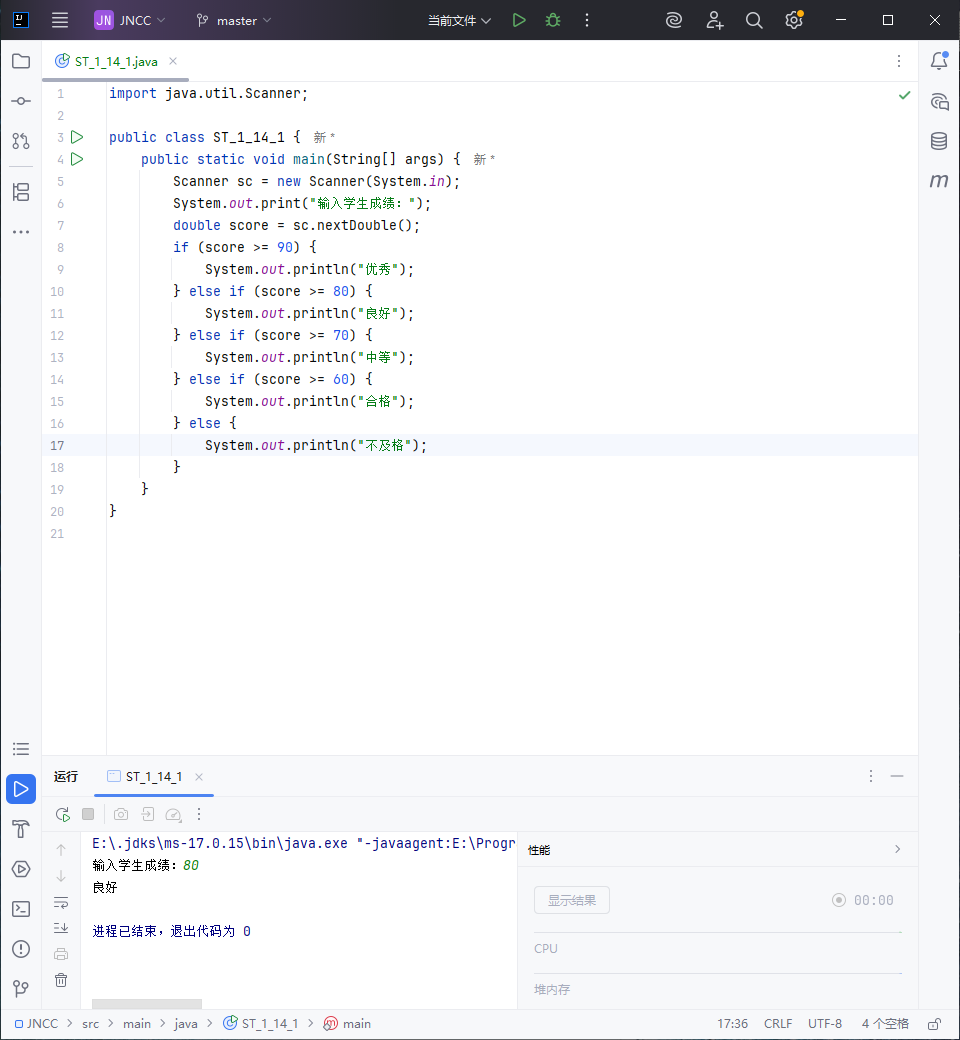 JN JNCC master 当前文件
ST_1_14_1.java
1 import java.util.Scanner;
2
3 public class ST_1_14_1 { 新 *
4 public static void main(String[] args) { 新 *
5 Scanner sc = new Scanner(System.in);
6 System.out.print("输入学生成绩：");
7 double score = sc.nextDouble();
8 if (score >= 90) {
9 System.out.println("优秀");
10 } else if (score >= 80) {
11 System.out.println("良好");
12 } else if (score >= 70) {
13 System.out.println("中等");
14 } else if (score >= 60) {
15 System.out.println("合格");
16 } else {
17 System.out.println("不及格");
18 }
19 }
20 }
21
运行 ST_1_14_1
E:\.jdks\ms-17.0.15\bin\java.exe "-javaagent:E:\Progr
输入学生成绩：80
良好
进程已结束，退出代码为 0
性能
显示结果 00:00
CPU
堆内存
JNCC > src > main > java > ST_1_14_1 > main 17:36 CRLF UTF-8 4 个空格